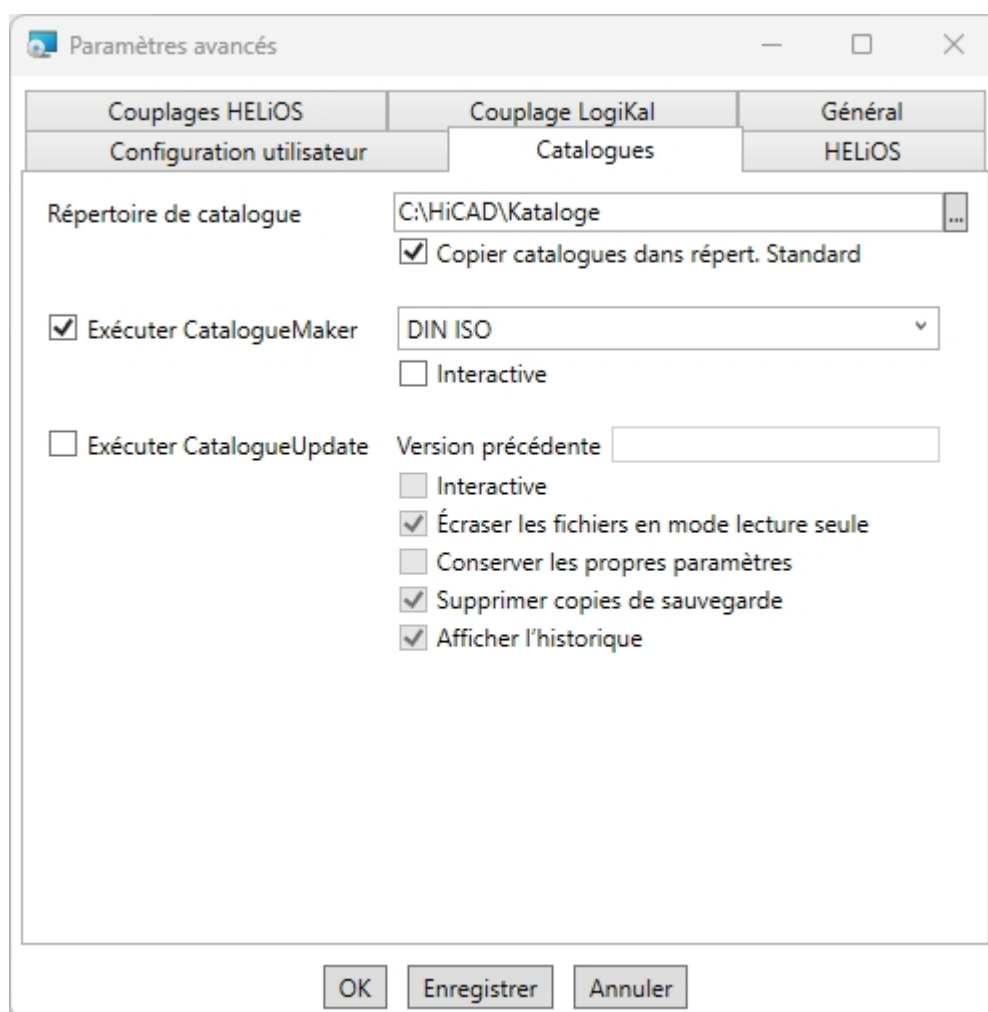 Paramètres avancés
Couplages HELiOS Couplage LogiKal Général
Configuration utilisateur Catalogues HELiOS
Répertoire de catalogue C:\HiCAD\Kataloge ...
Copier catalogues dans répert. Standard
Exécuter CatalogueMaker DIN ISO
Interactive
Exécuter CatalogueUpdate Version précédente
Interactive
Écraser les fichiers en mode lecture seule
Conserver les propres paramètres
Supprimer copies de sauvegarde
Afficher l'historique
OK Enregistrer Annuler